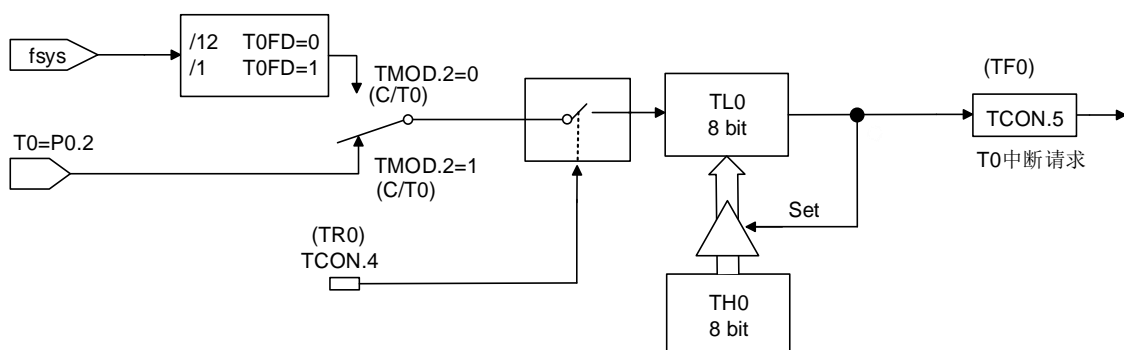 fsys
/12 T0FD=0
/1 T0FD=1
TMOD.2=0
(C/T0)
T0=P0.2
TMOD.2=1
(C/T0)
(TR0)
TCON.4
TL0
8 bit
Set
TH0
8 bit
(TF0)
TCON.5
T0中断请求